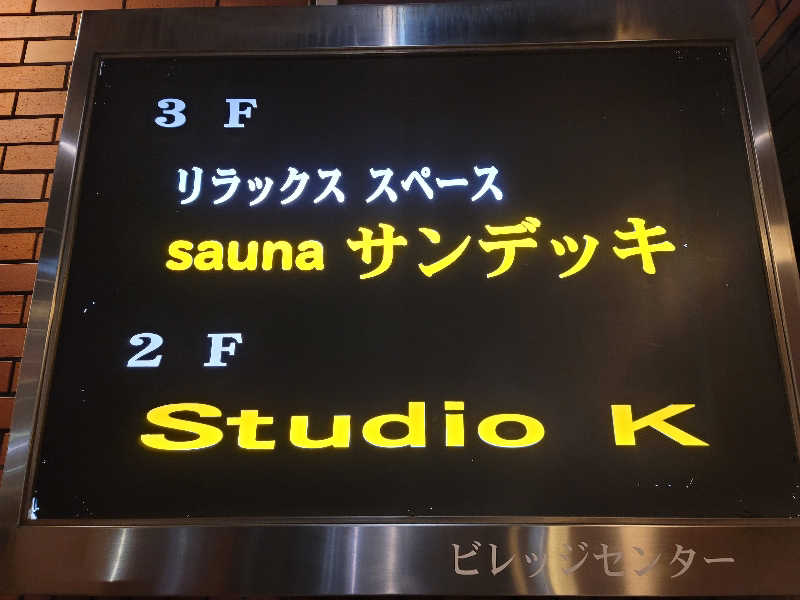 3 F
リラックス スペース
sauna サンデッキ
2 F
Studio K
ビレッジセンター